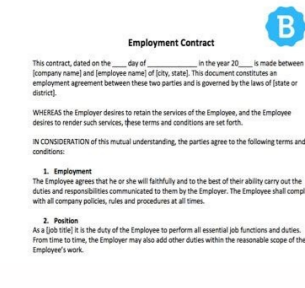 B
Employment Contract
This contract, dated on the ____ day of ____________ in the year 20____ is made between
[company name] and [employee name] of [city, state]. This document constitutes an
employment agreement between these two parties and is governed by the laws of [state or
district].
WHEREAS the Employer desires to retain the services of the Employee, and the Employee
desires to render such services, these terms and conditions are set forth.
IN CONSIDERATION of this mutual understanding, the parties agree to the following terms and
conditions:
1. Employment
The Employee agrees that he or she will faithfully and to the best of their ability carry out the
duties and responsibilities communicated to them by the Employer. The Employee shall compl
with all company policies, rules and procedures at all times.
2. Position
As a [job title] it is the duty of the Employee to perform all essential job functions and duties.
From time to time, the Employer may also add other duties within the reasonable scope of the
Employee's work.